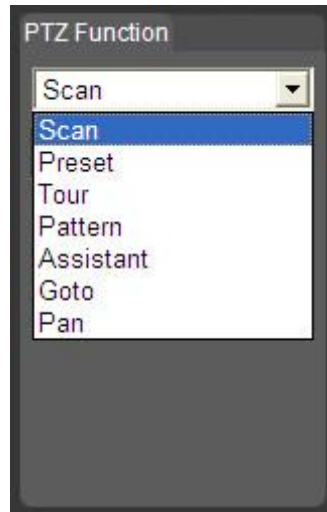 PTZ Function
Scan
Scan
Preset
Tour
Pattern
Assistant
Goto
Pan